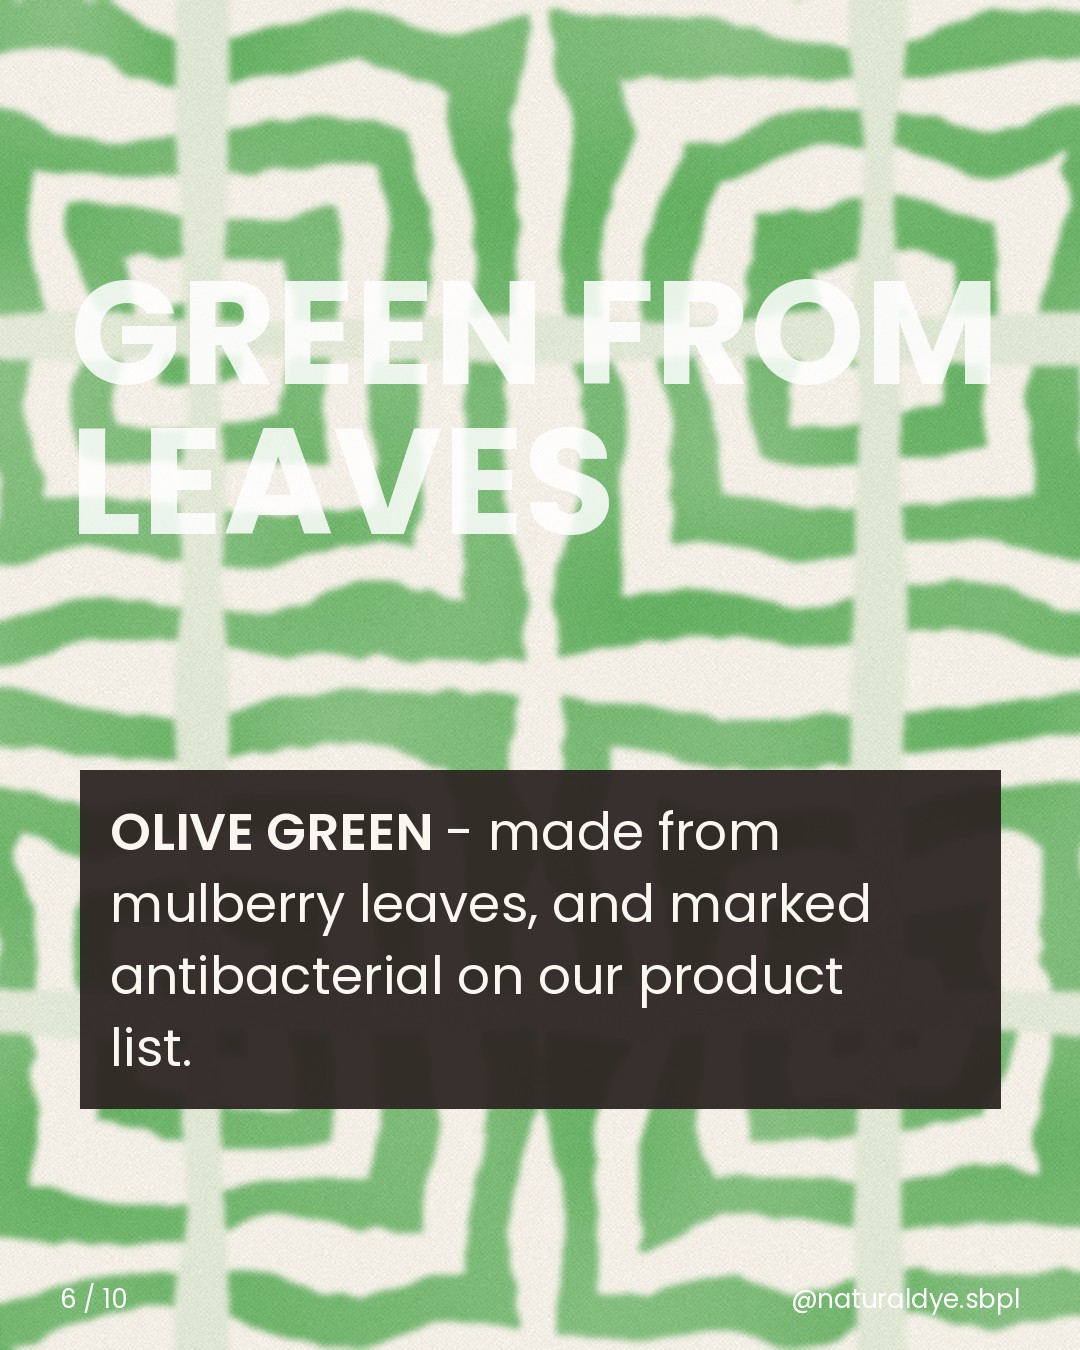 GREEN FROM
LEAVES
OLIVE GREEN - made from
mulberry leaves, and marked
antibacterial on our product
list.
6 / 10
@naturaldye.sbpl